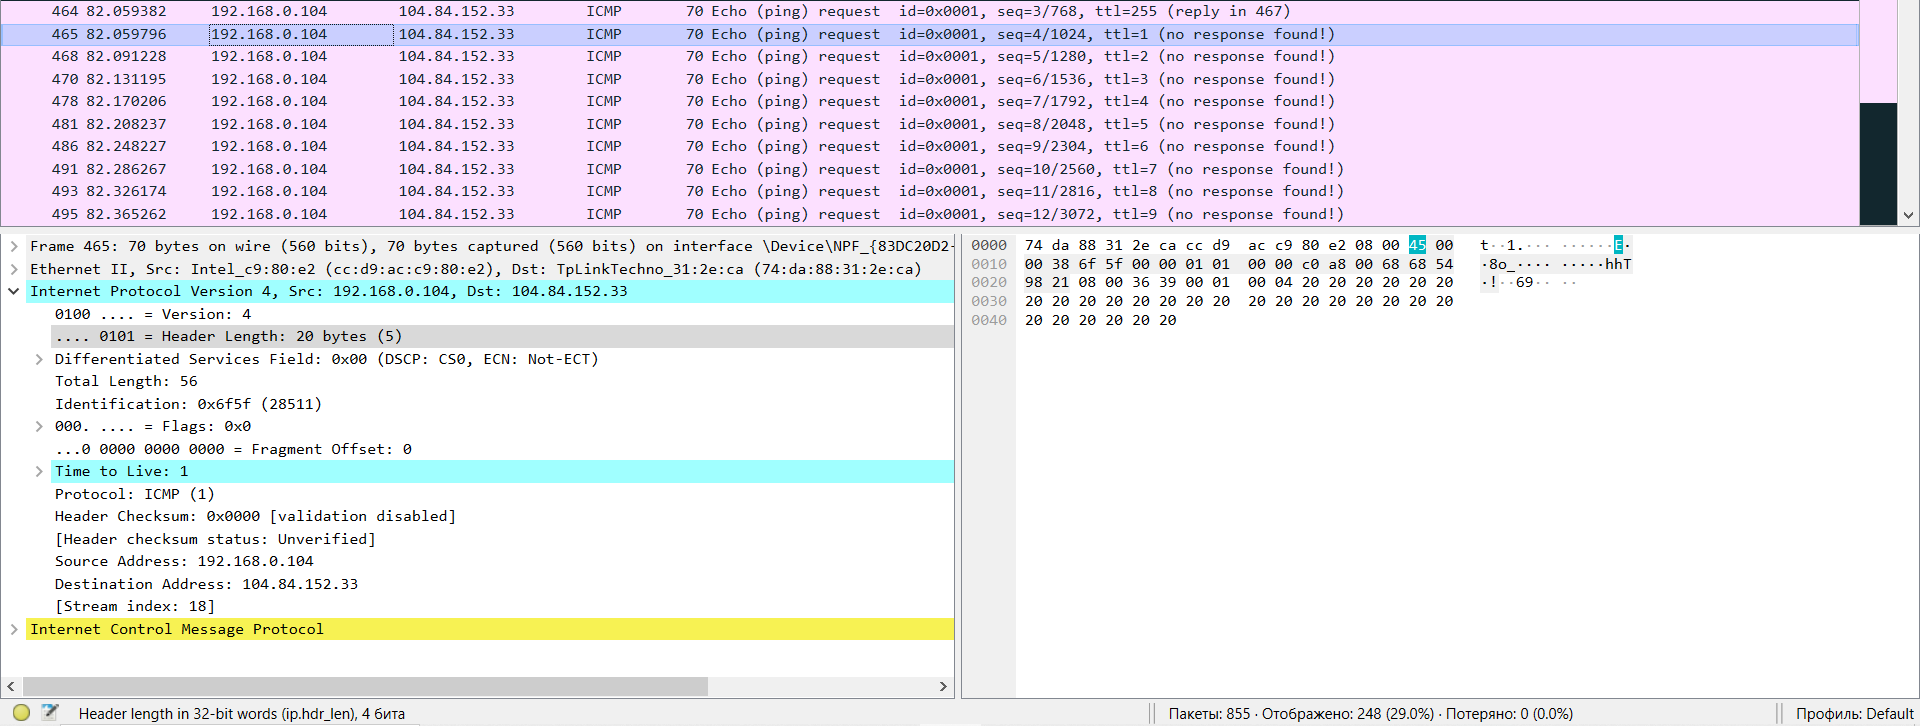 464 82.059382 192.168.0.104 104.84.152.33 ICMP 70 Echo (ping) request id=0x0001, seq=3/768, ttl=255 (reply in 467)
465 82.059796 192.168.0.104 104.84.152.33 ICMP 70 Echo (ping) request id=0x0001, seq=4/1024, ttl=1 (no response found!)
468 82.091228 192.168.0.104 104.84.152.33 ICMP 70 Echo (ping) request id=0x0001, seq=5/1280, ttl=2 (no response found!)
470 82.131195 192.168.0.104 104.84.152.33 ICMP 70 Echo (ping) request id=0x0001, seq=6/1536, ttl=3 (no response found!)
478 82.170206 192.168.0.104 104.84.152.33 ICMP 70 Echo (ping) request id=0x0001, seq=7/1792, ttl=4 (no response found!)
481 82.208237 192.168.0.104 104.84.152.33 ICMP 70 Echo (ping) request id=0x0001, seq=8/2048, ttl=5 (no response found!)
486 82.248227 192.168.0.104 104.84.152.33 ICMP 70 Echo (ping) request id=0x0001, seq=9/2304, ttl=6 (no response found!)
491 82.286267 192.168.0.104 104.84.152.33 ICMP 70 Echo (ping) request id=0x0001, seq=10/2560, ttl=7 (no response found!)
493 82.326174 192.168.0.104 104.84.152.33 ICMP 70 Echo (ping) request id=0x0001, seq=11/2816, ttl=8 (no response found!)
495 82.365262 192.168.0.104 104.84.152.33 ICMP 70 Echo (ping) request id=0x0001, seq=12/3072, ttl=9 (no response found!)
Frame 465: 70 bytes on wire (560 bits), 70 bytes captured (560 bits) on interface \Device\NPF_{83DC20D2-
Ethernet II, Src: Intel_c9:80:e2 (cc:d9:ac:c9:80:e2), Dst: TpLinkTechno_31:2e:ca (74:da:88:31:2e:ca)
Internet Protocol Version 4, Src: 192.168.0.104, Dst: 104.84.152.33
0100 .... = Version: 4
.... 0101 = Header Length: 20 bytes (5)
Differentiated Services Field: 0x00 (DSCP: CS0, ECN: Not-ECT)
Total Length: 56
Identification: 0x6f5f (28511)
000. .... = Flags: 0x0
...0 0000 0000 0000 = Fragment Offset: 0
Time to Live: 1
Protocol: ICMP (1)
Header Checksum: 0x0000 [validation disabled]
[Header checksum status: Unverified]
Source Address: 192.168.0.104
Destination Address: 104.84.152.33
[Stream index: 18]
Internet Control Message Protocol
0000 74 da 88 31 2e ca cc d9 ac c9 80 e2 08 00 45 00 t··1.··· ······E·
0010 00 38 6f 5f 00 00 01 01 00 00 c0 a8 00 68 68 54 ·8o_···· ·····hhT
0020 98 21 08 00 36 39 00 01 00 04 20 20 20 20 20 20 ·!··69·· ··
0030 20 20 20 20 20 20 20 20 20 20 20 20 20 20 20 20
0040 20 20 20 20 20 20
Header length in 32-bit words (ip.hdr_len), 4 бита
Пакеты: 855 · Отображено: 248 (29.0%) · Потеряно: 0 (0.0%)
Профиль: Default